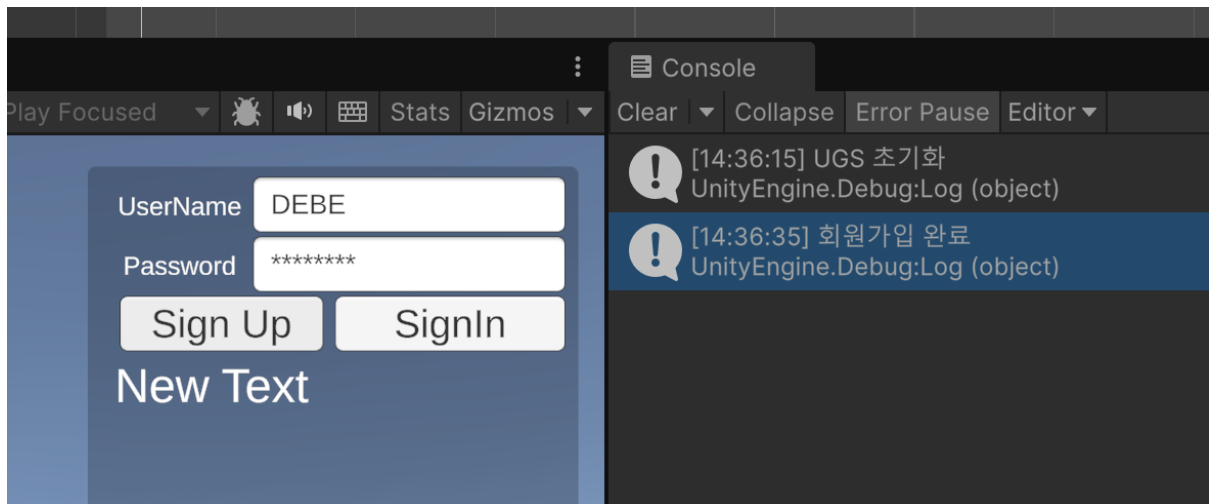 Play Focused Stats Gizmos
UserName DEBE
Password ********
Sign Up SignIn
New Text
Console
Clear Collapse Error Pause Editor
[14:36:15] UGS 초기화
UnityEngine.Debug:Log (object)
[14:36:35] 회원가입 완료
UnityEngine.Debug:Log (object)